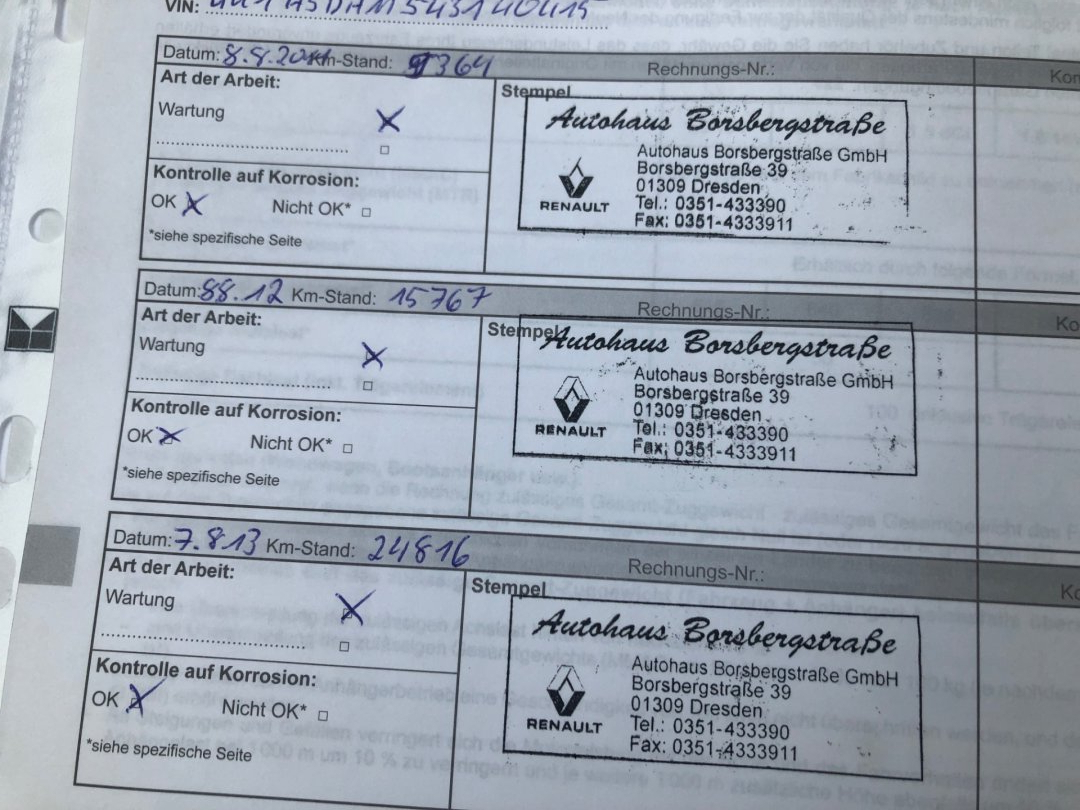 VIN:
Datum: 8.8.2011 Km-Stand: 9364 Rechnungs-Nr.:
Art der Arbeit:
Wartung
Kontrolle auf Korrosion:
OK Nicht OK*
*siehe spezifische Seite
Stempel
Autohaus Borsbergstraße
Autohaus Borsbergstraße GmbH
Borsbergstraße 39
01309 Dresden
Tel.: 0351-433390
Fax: 0351-4333911
RENAULT
Datum: 88.12 Km-Stand: 15767 Rechnungs-Nr.:
Art der Arbeit:
Wartung
Kontrolle auf Korrosion:
OK Nicht OK*
*siehe spezifische Seite
Stempel
Autohaus Borsbergstraße
Autohaus Borsbergstraße GmbH
Borsbergstraße 39
01309 Dresden
Tel.: 0351-433390
Fax: 0351-4333911
RENAULT
Datum: 7.813 Km-Stand: 24816 Rechnungs-Nr.:
Art der Arbeit:
Wartung
Kontrolle auf Korrosion:
OK Nicht OK*
*siehe spezifische Seite
Stempel
Autohaus Borsbergstraße
Autohaus Borsbergstraße GmbH
Borsbergstraße 39
01309 Dresden
Tel.: 0351-433390
Fax: 0351-4333911
RENAULT